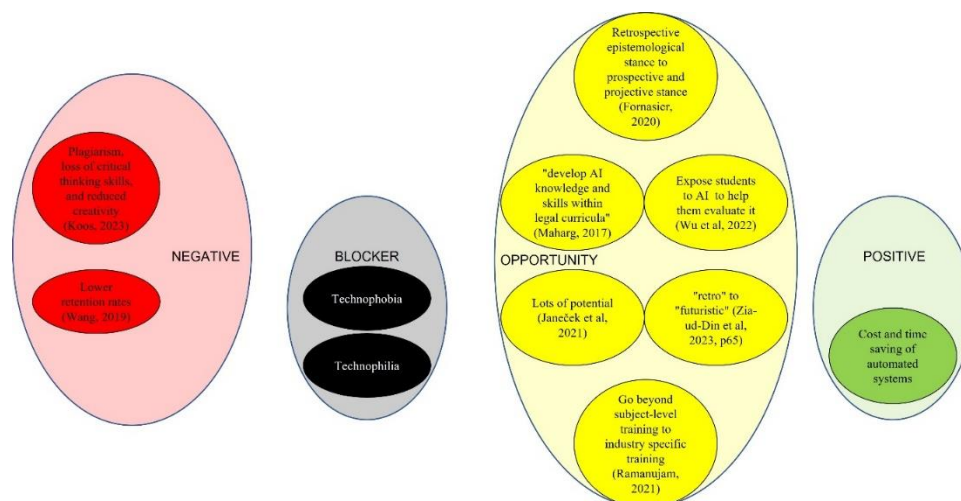 Plagiarism,
loss of critical
thinking skills,
and reduced
creativity
(Koos, 2023)
NEGATIVE
Lower
retention rates
(Wang, 2019)
BLOCKER
Technophobia
Technophilia
Retrospective
epistemological
stance to
prospective and
projective stance
(Fornasier,
2020)
"develop AI
knowledge and
skills within
legal curricula"
(Maharg, 2017)
Expose students
to AI to help
them evaluate it
(Wu et al, 2022)
OPPORTUNITY
Lots of potential
(Janeček et al,
2021)
"retro" to
"futuristic" (Zia-
ud-Din et al,
2023, p65)
Go beyond
subject-level
training to
industry specific
training
(Ramanujam,
2021)
POSITIVE
Cost and time
saving of
automated
systems